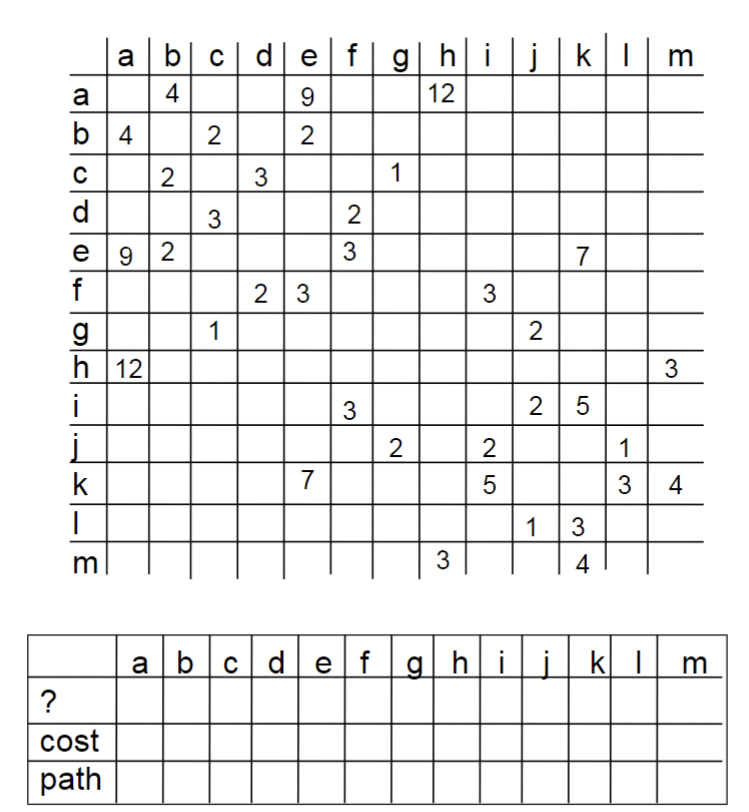 a b c d e f g h i j k l m
a 4 9 12
b 4 2 2
c 2 3 1
d 3 2
e 9 2 3 7
f 2 3 3
g 1 2
h 12 3
i 3 2 5
j 2 2 1
k 7 5 3 4
l 1 3
m 3 4
a b c d e f g h i j k l m
?
cost
path